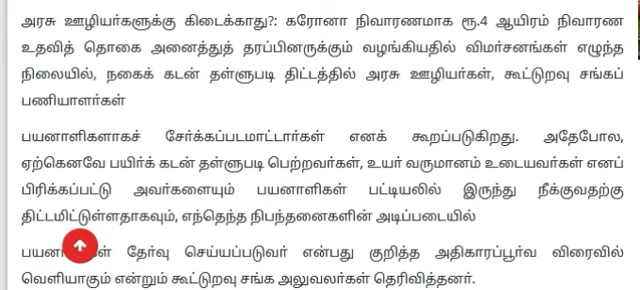 அரசு ஊழியர்களுக்கு கிடைக்காது?: கரோனா நிவாரணமாக ரூ.4 ஆயிரம் நிவாரண
உதவித் தொகை அனைத்துத் தரப்பினருக்கும் வழங்கியதில் விமர்சனங்கள் எழுந்த
நிலையில், நகைக் கடன் தள்ளுபடி திட்டத்தில் அரசு ஊழியர்கள், கூட்டுறவு சங்கப்
பணியாளர்கள்
பயனாளிகளாகச் சேர்க்கப்படமாட்டார்கள் எனக் கூறப்படுகிறது. அதேபோல,
ஏற்கெனவே பயிர்க் கடன் தள்ளுபடி பெற்றவர்கள், உயர் வருமானம் உடையவர்கள் எனப்
பிரிக்கப்பட்டு அவர்களையும் பயனாளிகள் பட்டியலில் இருந்து நீக்குவதற்கு
திட்டமிட்டுள்ளதாகவும், எந்தெந்த நிபந்தனைகளின் அடிப்படையில்
தேர்வு செய்யப்படுவர் என்பது குறித்த அதிகாரப்பூர்வ விரைவில்
வெளியாகும் என்றும் கூட்டுறவு சங்க அலுவலர்கள் தெரிவித்தனர்.